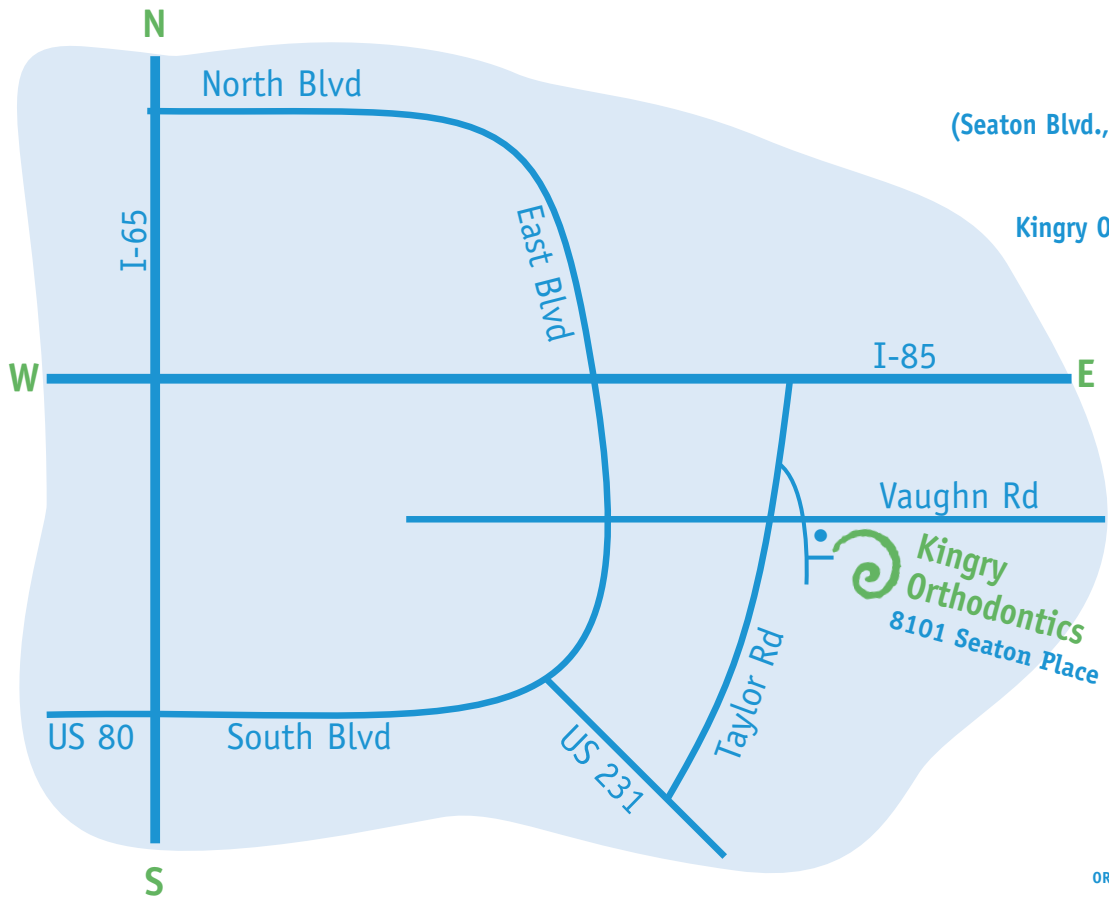 N
North Blvd
(Seaton Blvd.,
I-65
East Blvd
Kingry O
I-85
W
E
Vaughn Rd
Kingry
Orthodontics
8101 Seaton Place
Taylor Rd
US 80
South Blvd
US 231
S
OR